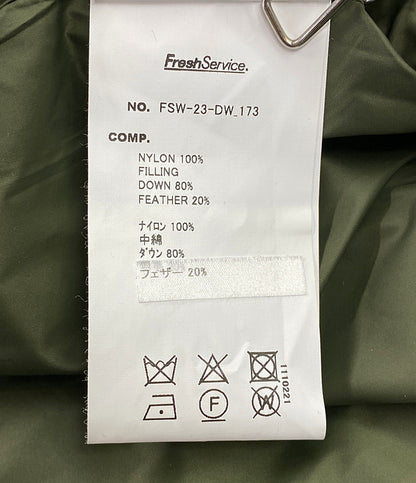 FreshService.
NO. FSW-23-DW_173
COMP.
NYLON 100%
FILLING
DOWN 80%
FEATHER 20%
ナイロン 100%
中綿
ダウン 80%
フェザー 20%
1110221
F
W